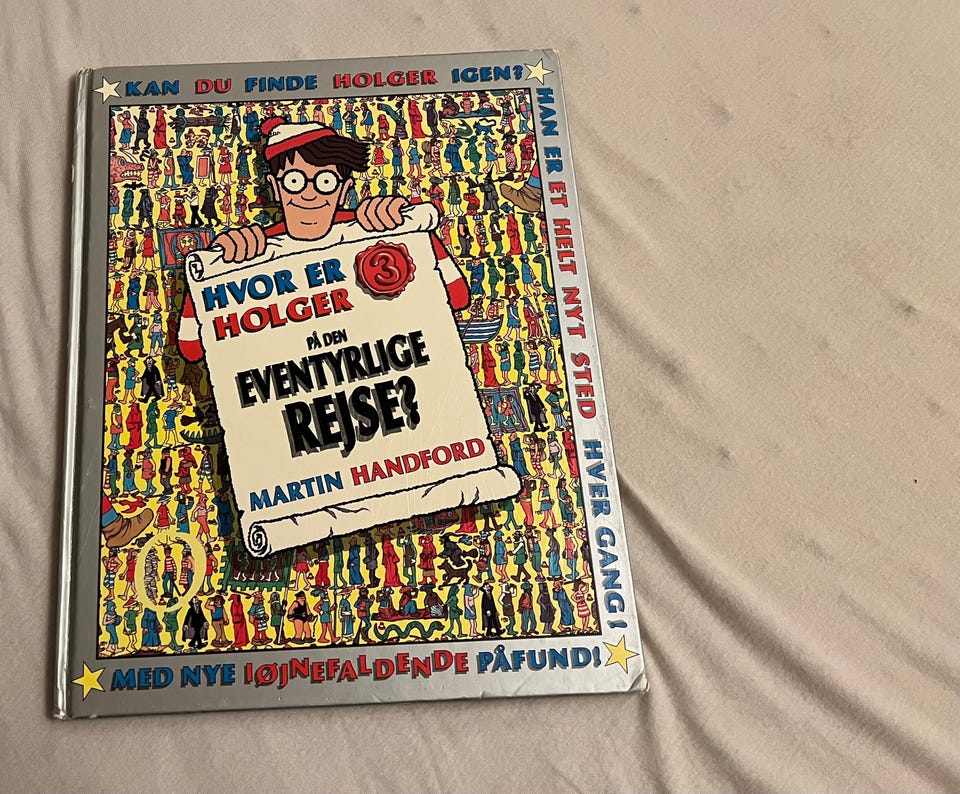 KAN DU FINDE HOLGER IGEN?
HAN ER ET HELT NYT STED HVER GANG!
HVOR ER
HOLGER
3
PÅ DEN
EVENTYRLIGE
REJSE?
MARTIN HANDFORD
MED NYE IØJNEFALDENDE PÅFUND!